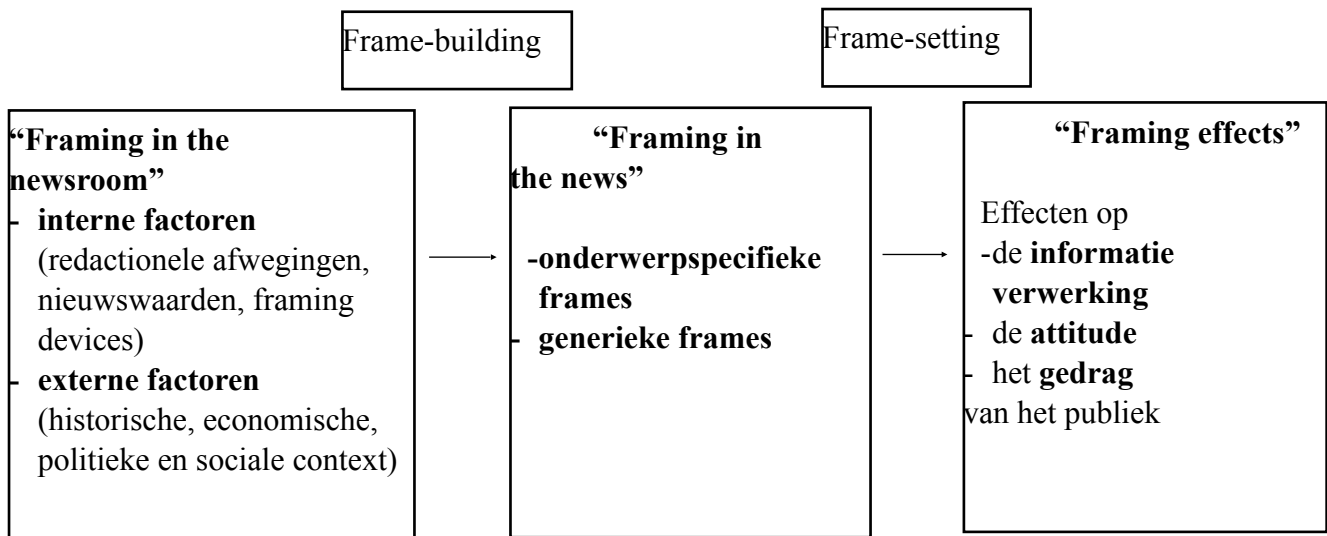 Frame-building
Frame-setting
“Framing in the
newsroom”
- interne factoren
(redactionele afwegingen,
nieuwswaarden, framing
devices)
- externe factoren
(historische, economische,
politieke en sociale context)
“Framing in
the news”
-onderwerpspecifieke
frames
- generieke frames
“Framing effects”
Effecten op
-de informatie
verwerking
- de attitude
- het gedrag
van het publiek